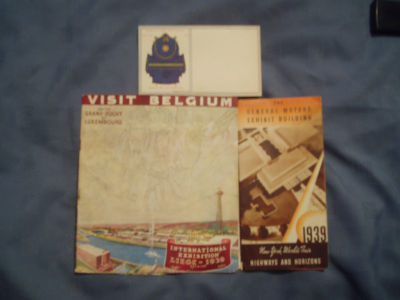 VISIT BELGIUM
GRAND DUCHY
OF
LUXEMBOURG
INTERNATIONAL
EXHIBITION
LIEGE - 1939
THE
GENERAL MOTORS
EXHIBIT BUILDING
1939
New York World's Fair
HIGHWAYS AND HORIZONS